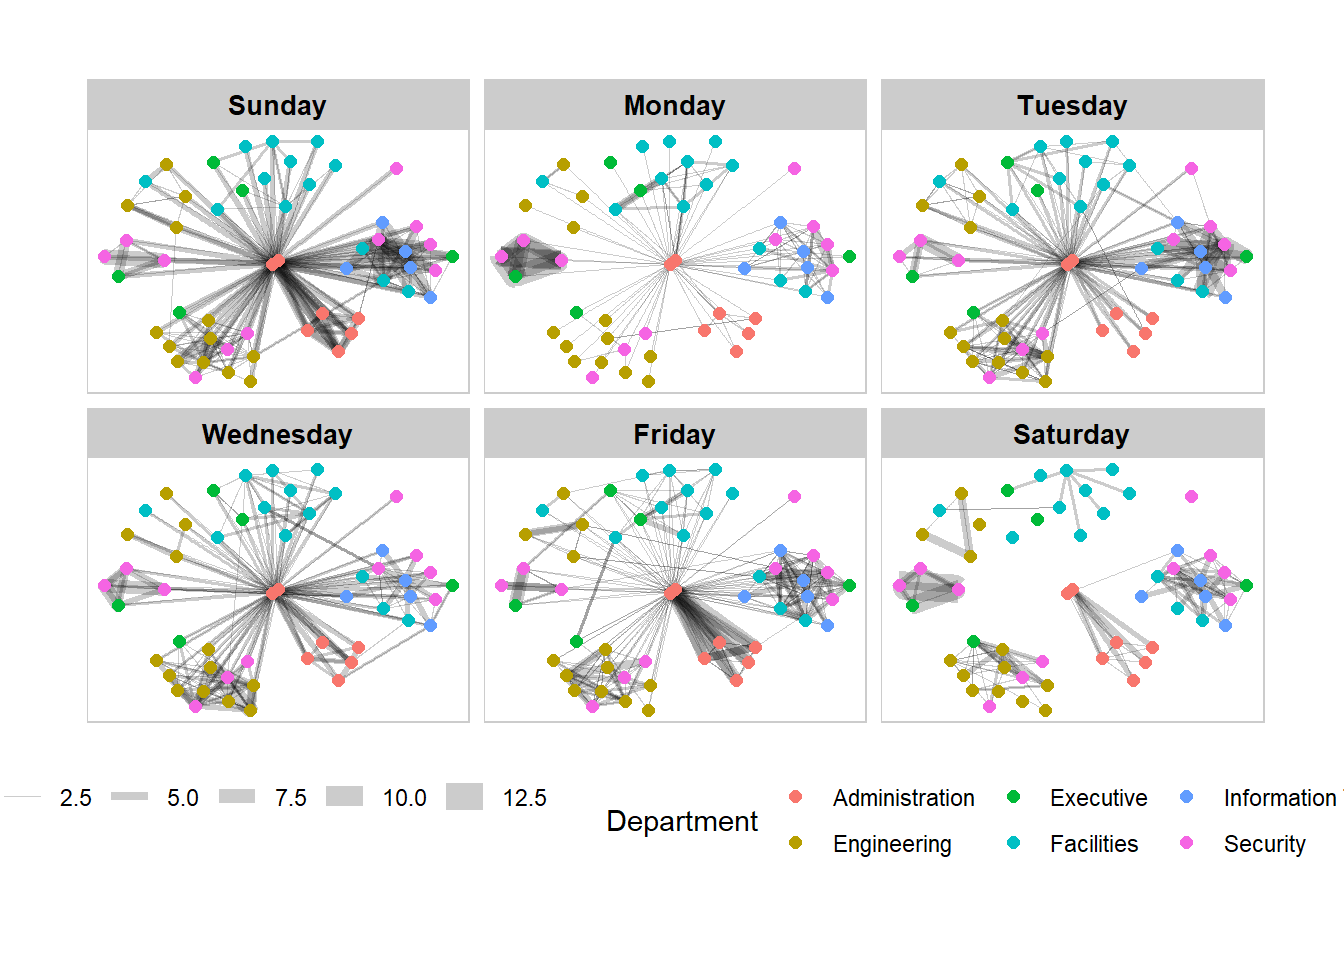 Sunday Monday Tuesday
Wednesday Friday Saturday
2.5 5.0 7.5 10.0 12.5
Department
Administration Executive Information
Engineering Facilities Security